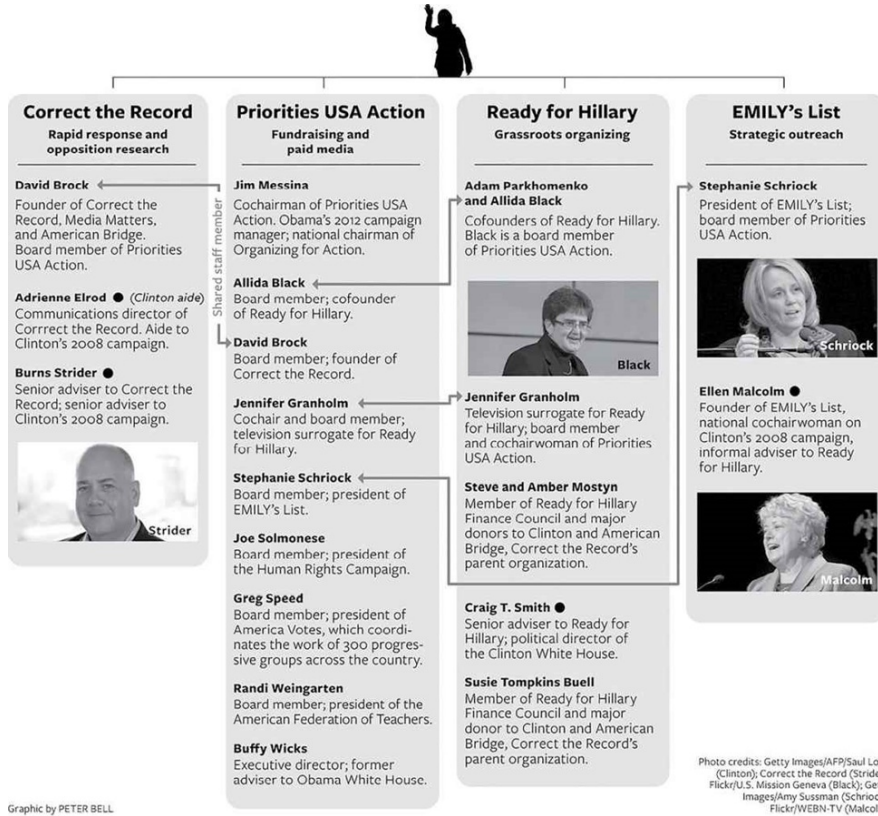 Correct the Record
Rapid response and
opposition research
David Brock
Founder of Correct the
Record, Media Matters,
and American Bridge.
Board member of Priorities
USA Action.
Adrienne Elrod ● (Clinton aide)
Communications director of
Corrrect the Record. Aide to
Clinton's 2008 campaign.
Burns Strider ●
Senior adviser to Correct the
Record; senior adviser to
Clinton's 2008 campaign.
Strider
Shared staff member
Priorities USA Action
Fundraising and
paid media
Jim Messina
Cochairman of Priorities USA
Action. Obama's 2012 campaign
manager; national chairman of
Organizing for Action.
Allida Black
Board member; cofounder
of Ready for Hillary.
David Brock
Board member; founder of
Correct the Record.
Jennifer Granholm
Cochair and board member;
television surrogate for Ready
for Hillary.
Stephanie Schriock
Board member; president of
EMILY's List.
Joe Solmonese
Board member; president of
the Human Rights Campaign.
Greg Speed
Board member; president of
America Votes, which coordi-
nates the work of 300 progres-
sive groups across the country.
Randi Weingarten
Board member; president of the
American Federation of Teachers.
Buffy Wicks
Executive director; former
adviser to Obama White House.
Ready for Hillary
Grassroots organizing
Adam Parkhomenko
and Allida Black
Cofounders of Ready for Hillary.
Black is a board member
of Priorities USA Action.
Black
Jennifer Granholm
Television surrogate for Ready
for Hillary; board member
and cochairwoman of Priorities
USA Action.
Steve and Amber Mostyn
Member of Ready for Hillary
Finance Council and major
donors to Clinton and American
Bridge, Correct the Record's
parent organization.
Craig T. Smith ●
Senior adviser to Ready for
Hillary; political director of
the Clinton White House.
Susie Tompkins Buell
Member of Ready for Hillary
Finance Council and major
donor to Clinton and American
Bridge, Correct the Record's
parent organization.
EMILY's List
Strategic outreach
Stephanie Schriock
President of EMILY's List;
board member of Priorities
USA Action.
Schriock
Ellen Malcolm ●
Founder of EMILY's List,
national cochairwoman on
Clinton's 2008 campaign,
informal adviser to Ready
for Hillary.
Malcolm
Photo credits: Getty Images/AFP/Saul Lo
(Clinton); Correct the Record (Stride
Flickr/U.S. Mission Geneva (Black); Ge
Images/Amy Sussman (Schrioc
Flickr/WEBN-TV (Malcol
Graphic by PETER BELL